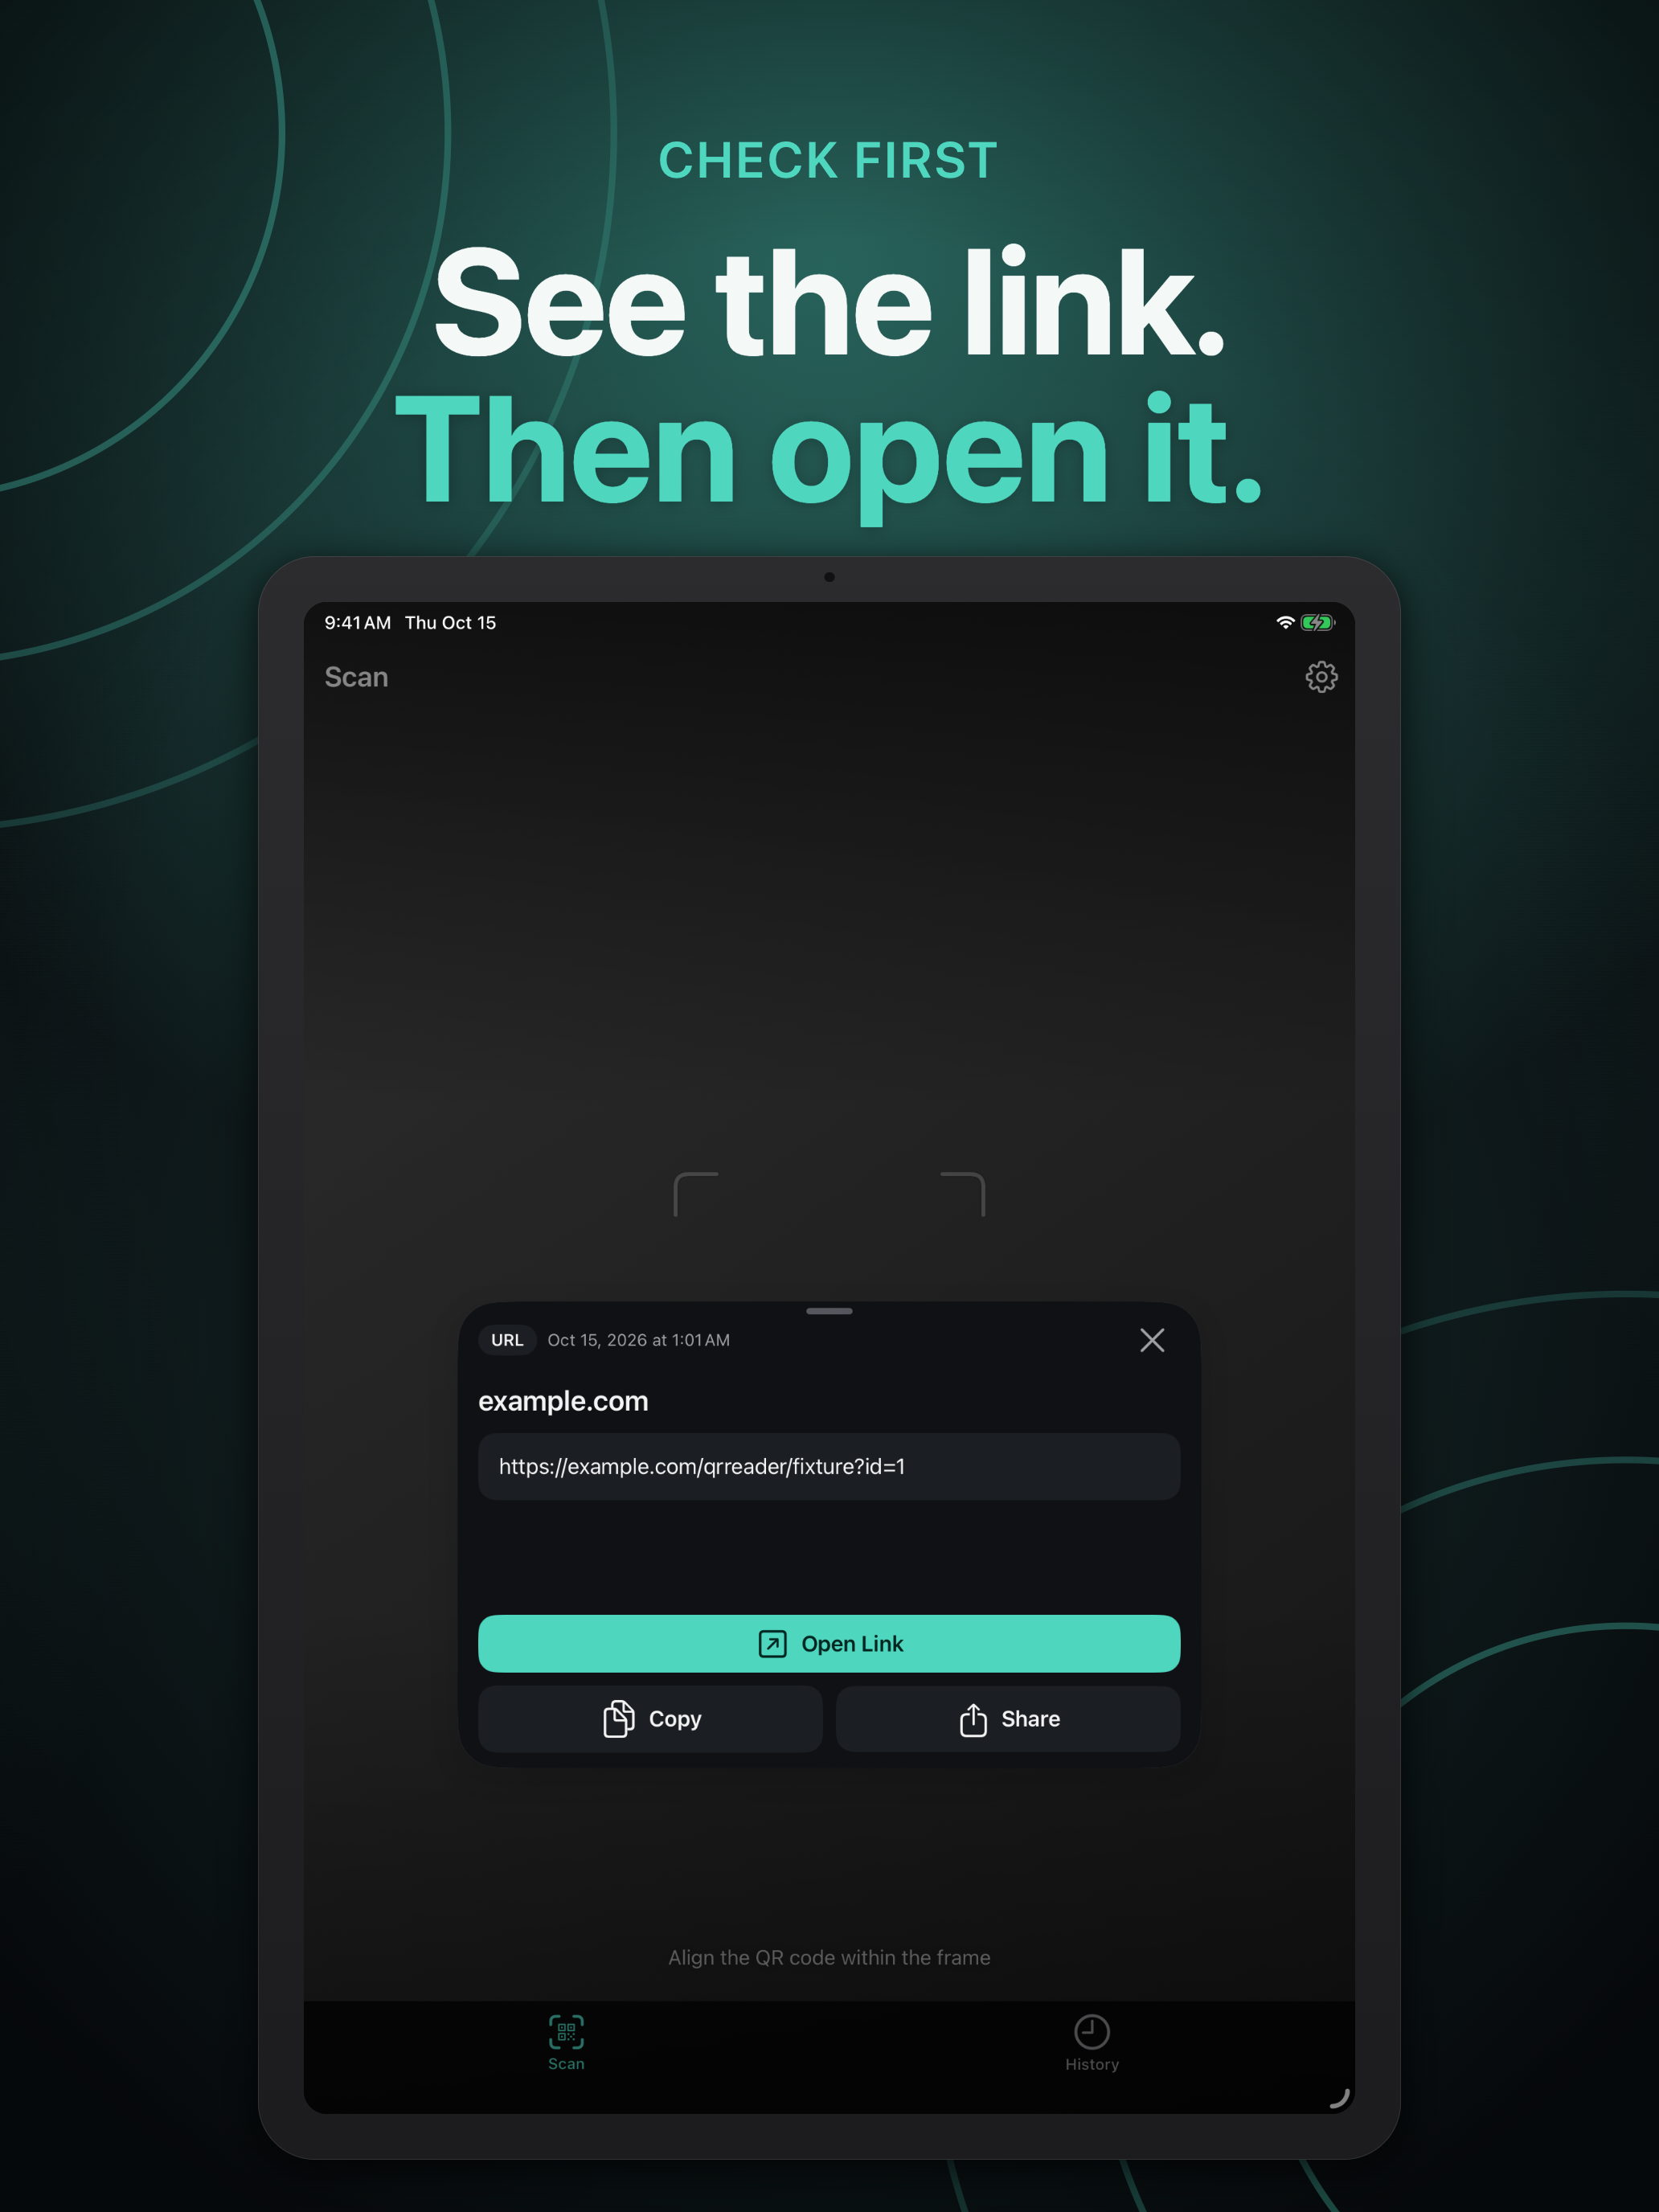 CHECK FIRST
See the link.
Then open it.
9:41 AM Thu Oct 15
Scan
URL Oct 15, 2026 at 1:01 AM
example.com
https://example.com/qrreader/fixture?id=1
Open Link
Copy Share
Align the QR code within the frame
Scan History